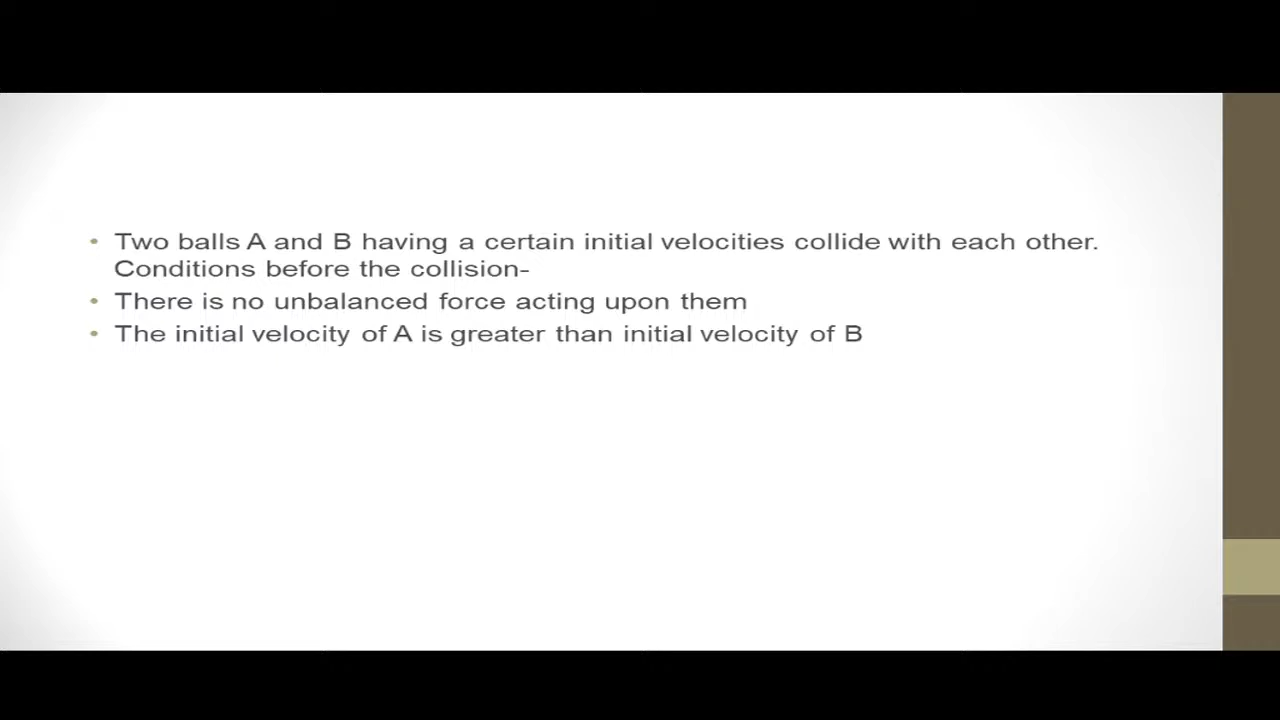 • Two balls A and B having a certain initial velocities collide with each other.
Conditions before the collision-
• There is no unbalanced force acting upon them
• The initial velocity of A is greater than initial velocity of B